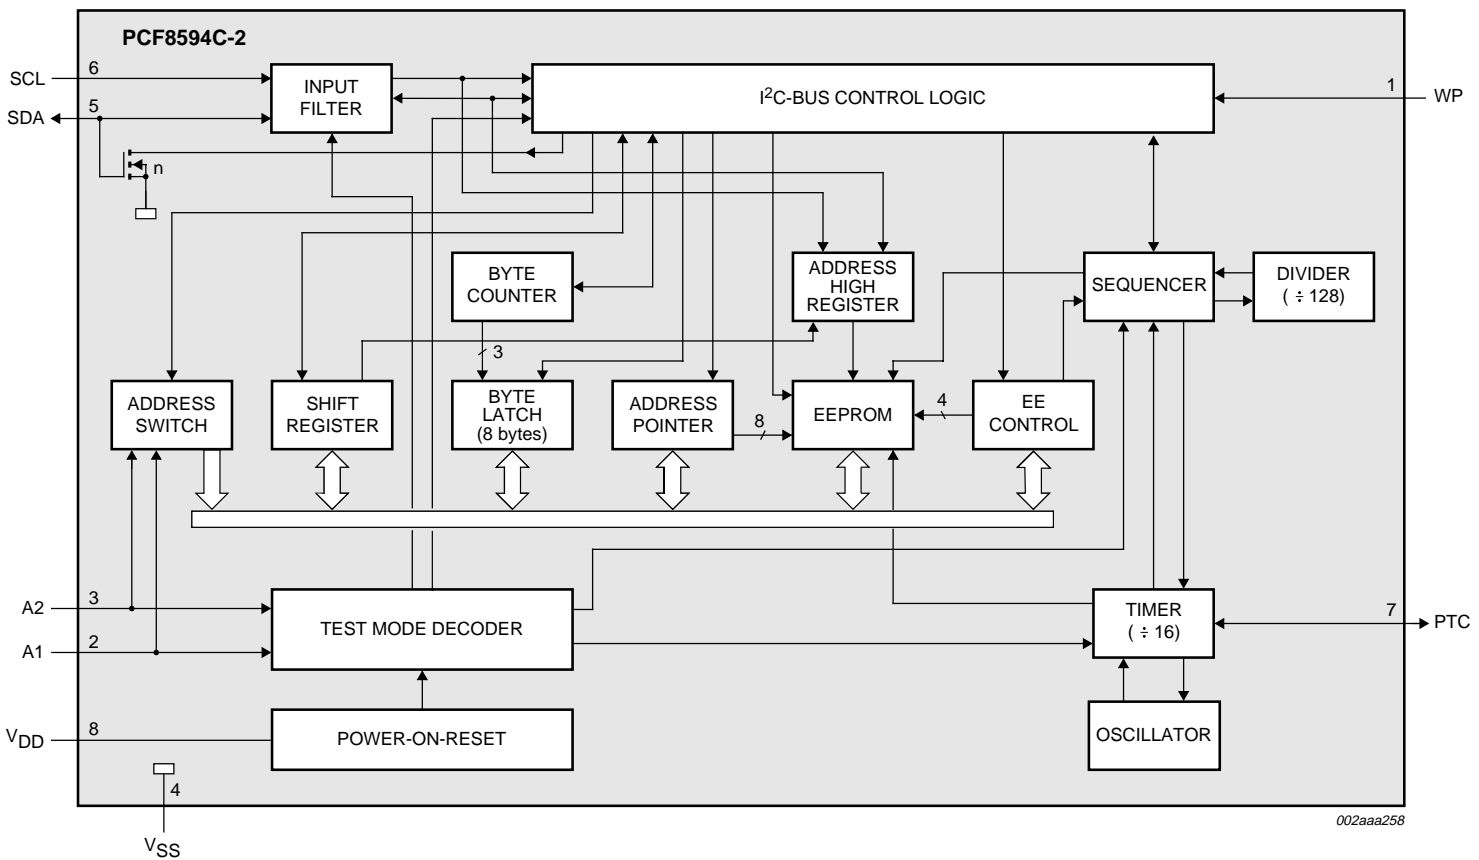 PCF8594C-2
SCL
6
SDA
5
INPUT
FILTER
I²C-BUS CONTROL LOGIC
1
WP
n
BYTE
COUNTER
3
ADDRESS
HIGH
REGISTER
SEQUENCER
DIVIDER
( ÷ 128)
ADDRESS
SWITCH
SHIFT
REGISTER
BYTE
LATCH
(8 bytes)
ADDRESS
POINTER
8
EEPROM
4
EE
CONTROL
A2
3
A1
2
TEST MODE DECODER
TIMER
( ÷ 16)
7
PTC
VDD
8
POWER-ON-RESET
OSCILLATOR
4
VSS
002aaa258